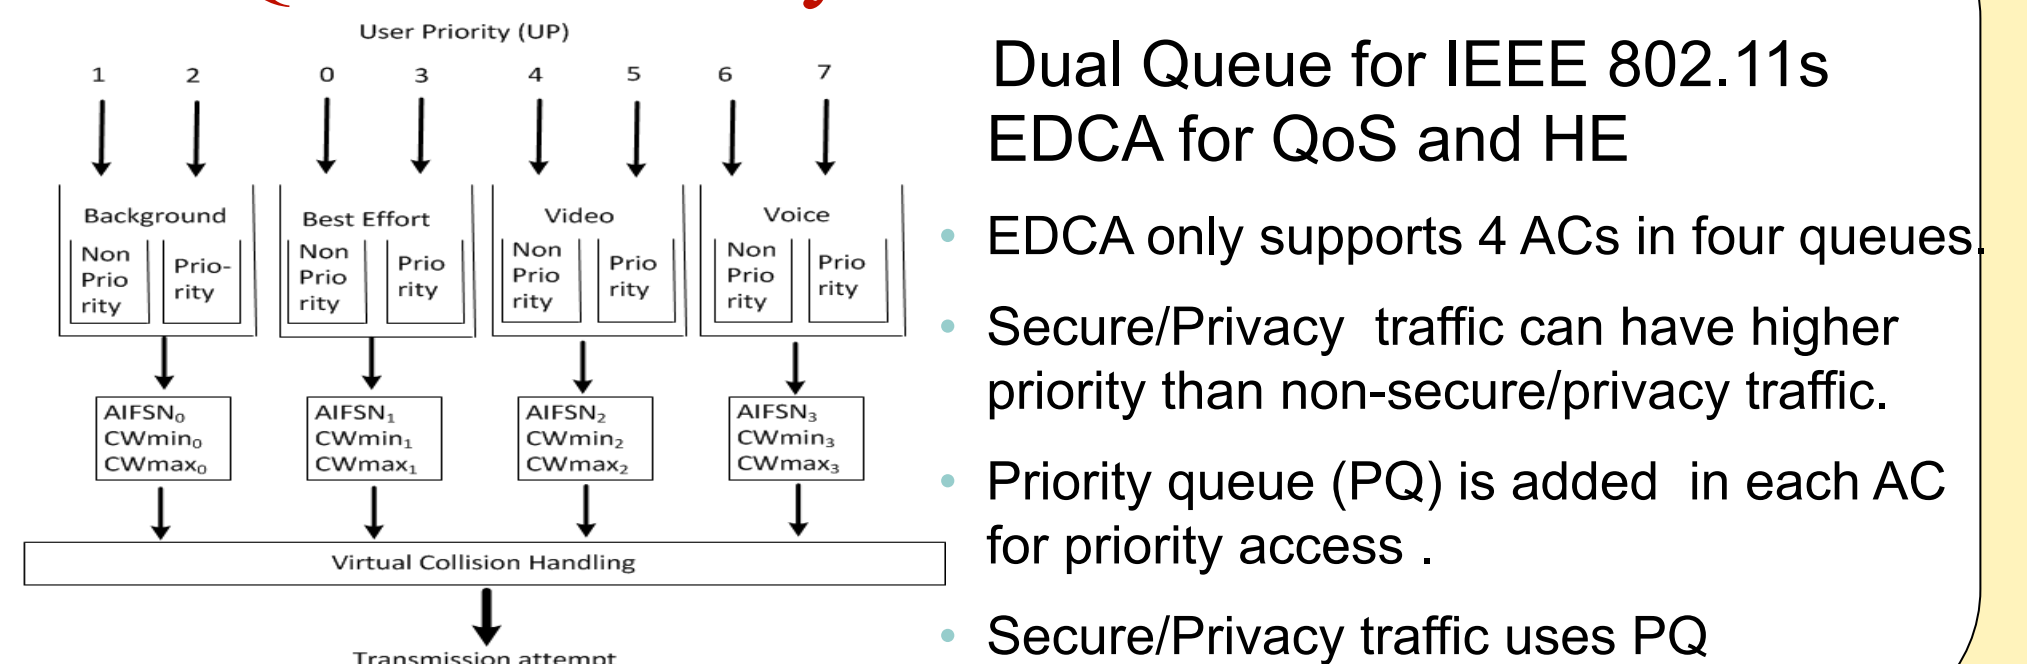 User Priority (UP)
1 2 0 3 4 5 6 7
Background
Non
Prio
rity
Prio-
rity
Best Effort
Non
Prio
rity
Prio
rity
Video
Non
Prio
rity
Prio
rity
Voice
Non
Prio
rity
Prio
rity
AIFSN₀
CWmin₀
CWmax₀
AIFSN₁
CWmin₁
CWmax₁
AIFSN₂
CWmin₂
CWmax₂
AIFSN₃
CWmin₃
CWmax₃
Virtual Collision Handling
Transmission attempt
Dual Queue for IEEE 802.11s
EDCA for QoS and HE
• EDCA only supports 4 ACs in four queues.
• Secure/Privacy traffic can have higher
priority than non-secure/privacy traffic.
• Priority queue (PQ) is added in each AC
for priority access .
• Secure/Privacy traffic uses PQ